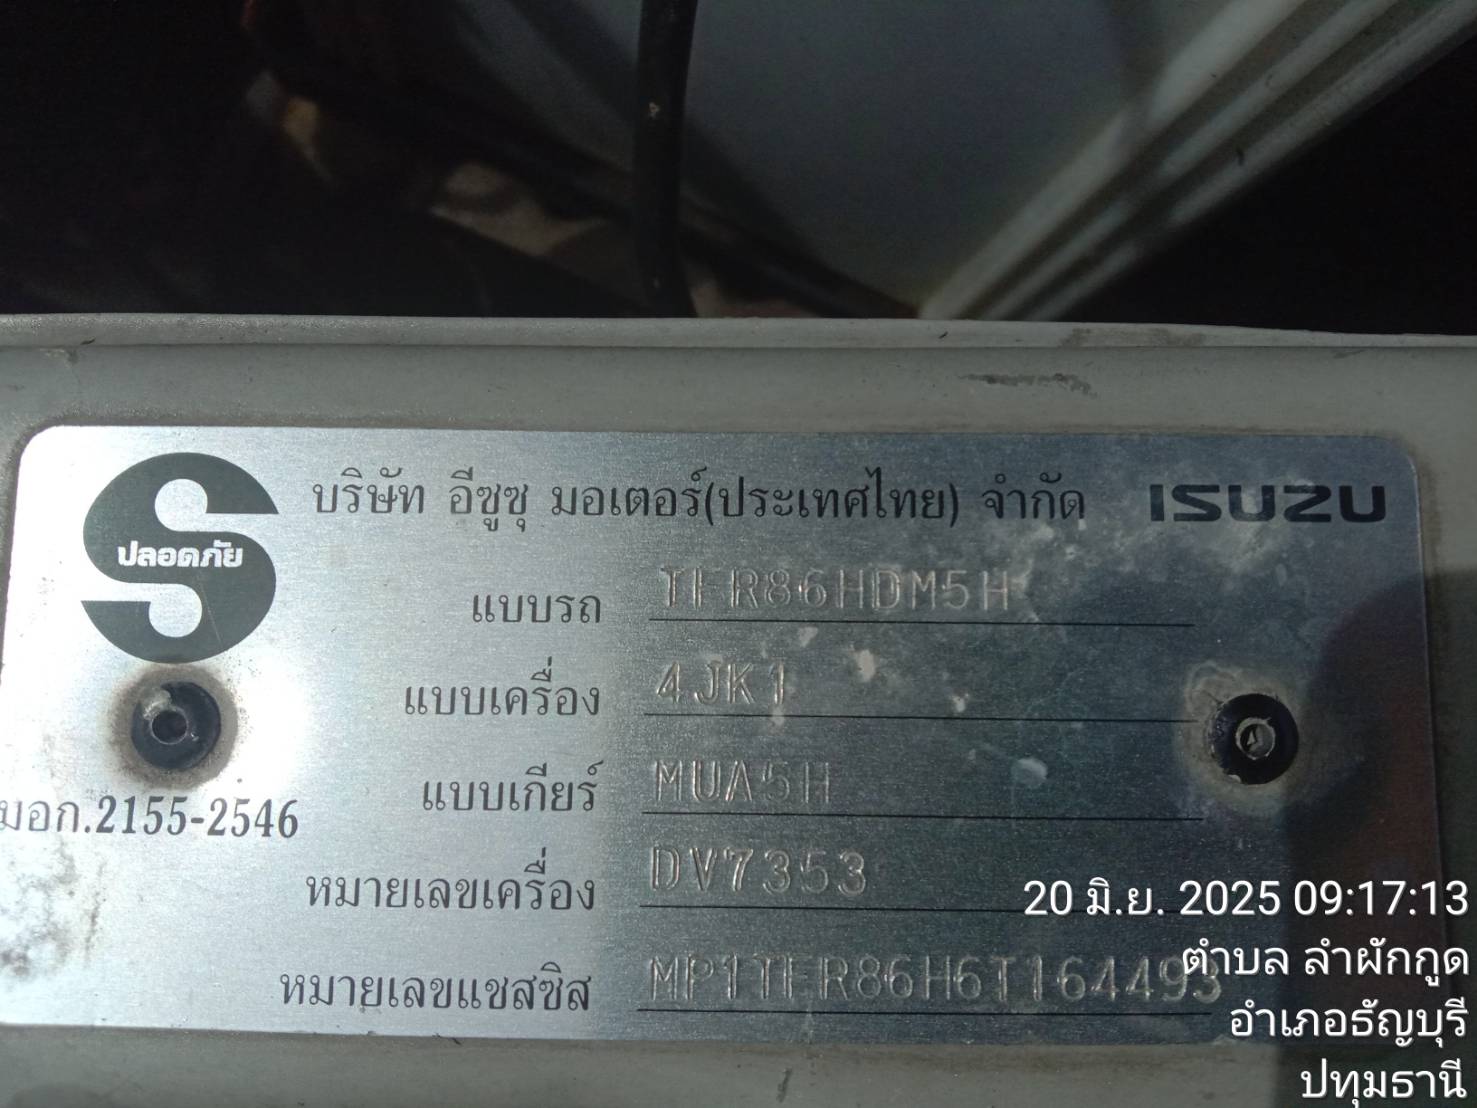 บริษัท อีซูซุ มอเตอร์(ประเทศไทย) จำกัด ISUZU
ปลอดภัย
แบบรถ TFR86HDM5H
แบบเครื่อง 4JK1
แบบเกียร์ MUA5H
มอก.2155-2546
หมายเลขเครื่อง DV7353
หมายเลขแชสซิส MP1TFR86H6T164493
20 มิ.ย. 2025 09:17:13
ตำบล ลำผักกูด
อำเภอธัญบุรี
ปทุมธานี